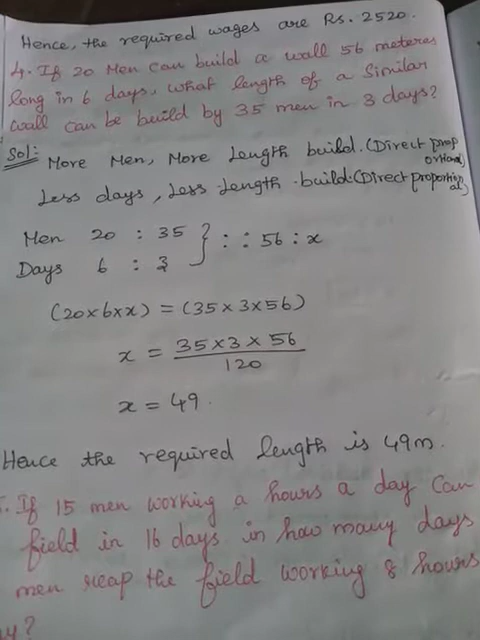 Hence, the required wages are Rs. 2520.
4. If 20 Men can build a wall 56 meteres
long in 6 days, what length of a Similar
wall can be build by 35 men in 3 days?
Sol: More Men, More Length build. (Direct proportional)
Less days, Less Length build. (Direct proportional)
Men 20 : 35 } : : 56 : x
Days 6 : 3
(20×6×x) = (35×3×56)
x = 35×3×56
120
x = 49.
Hence the required length is 49m.
5. If 15 men working a hours a day Can
field in 16 days in how many days
men reap the field working 8 hours